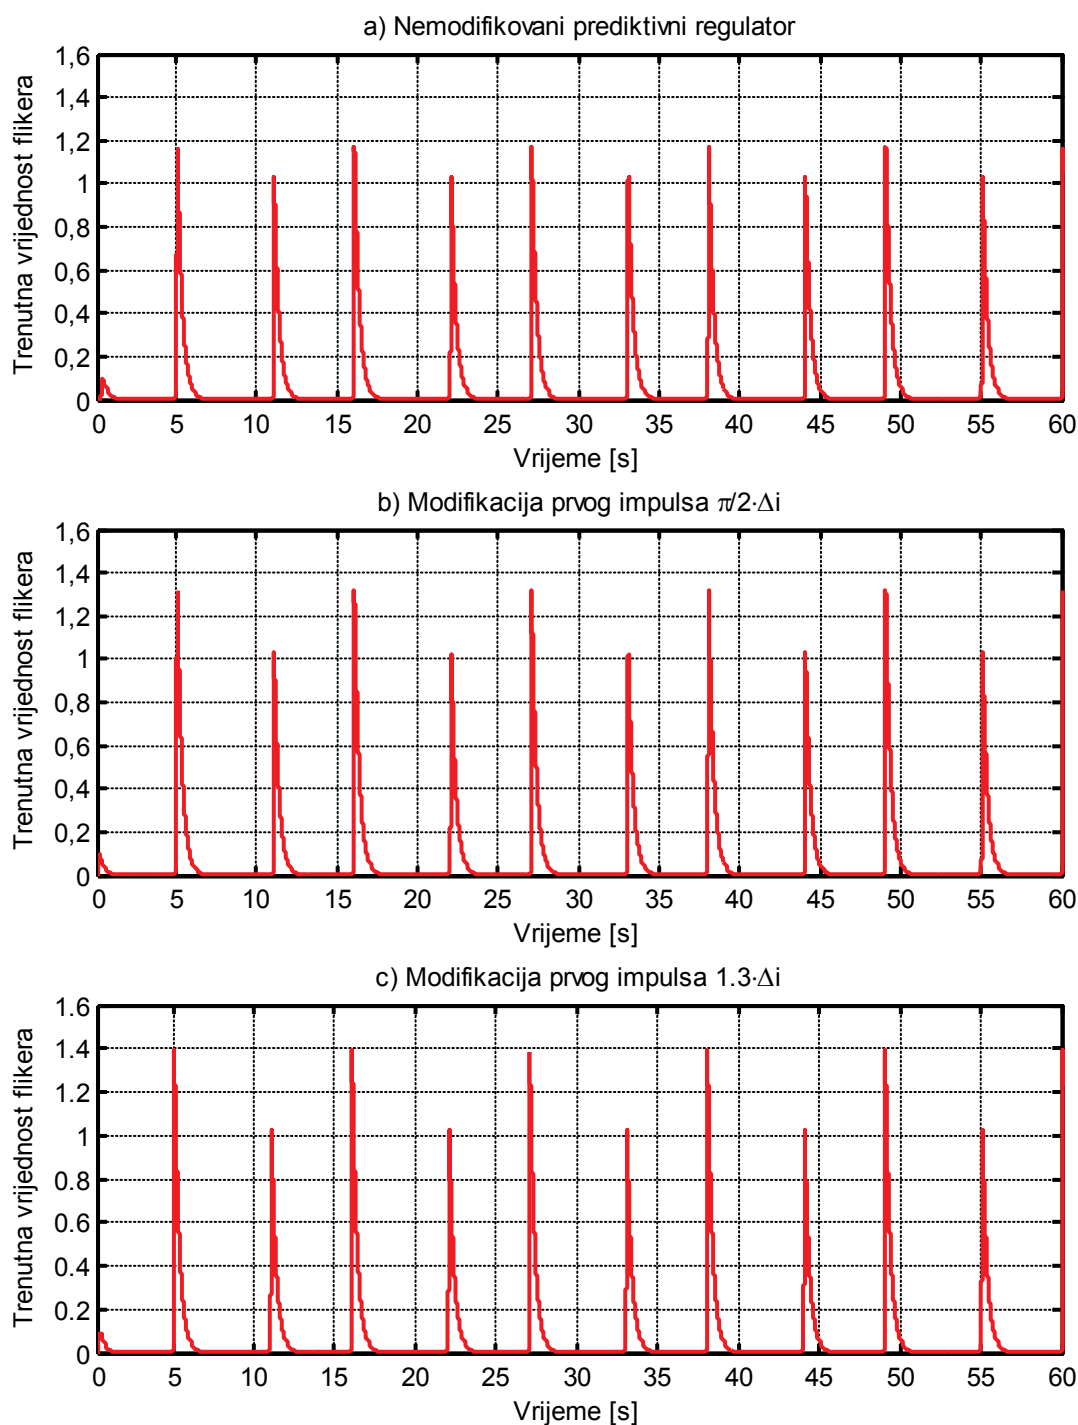 a) Nemodifikovani prediktivni regulator
Trenutna vrijednost flikera
1.6
1,4
1.2
1
0,8
0,6
0,4
0,2
0
0 5 10 15 20 25 30 35 40 45 50 55 60
Vrijeme [s]
b) Modifikacija prvog impulsa π/2·Δi
Trenutna vrijednost flikera
1.6
1,4
1.2
1
0,8
0,6
0,4
0,2
0
0 5 10 15 20 25 30 35 40 45 50 55 60
Vrijeme [s]
c) Modifikacija prvog impulsa 1.3·Δi
Trenutna vrijednost flikera
1.6
1.4
1.2
1
0.8
0.6
0.4
0.2
0
0 5 10 15 20 25 30 35 40 45 50 55 60
Vrijeme [s]